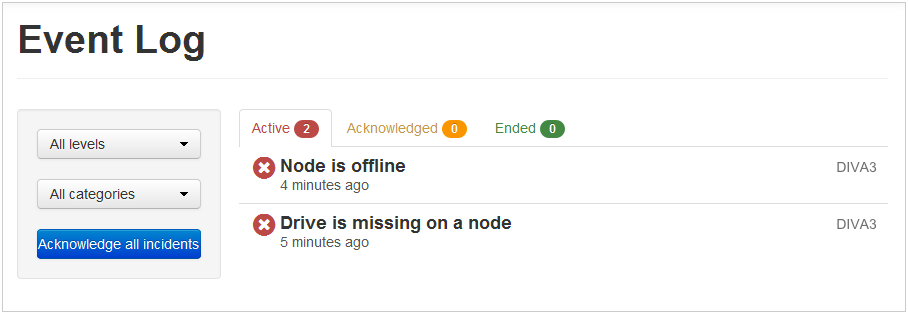 Event Log
All levels
All categories
Acknowledge all incidents
Active 2 Acknowledged 0 Ended 0
Node is offline DIVA3
4 minutes ago
Drive is missing on a node DIVA3
5 minutes ago